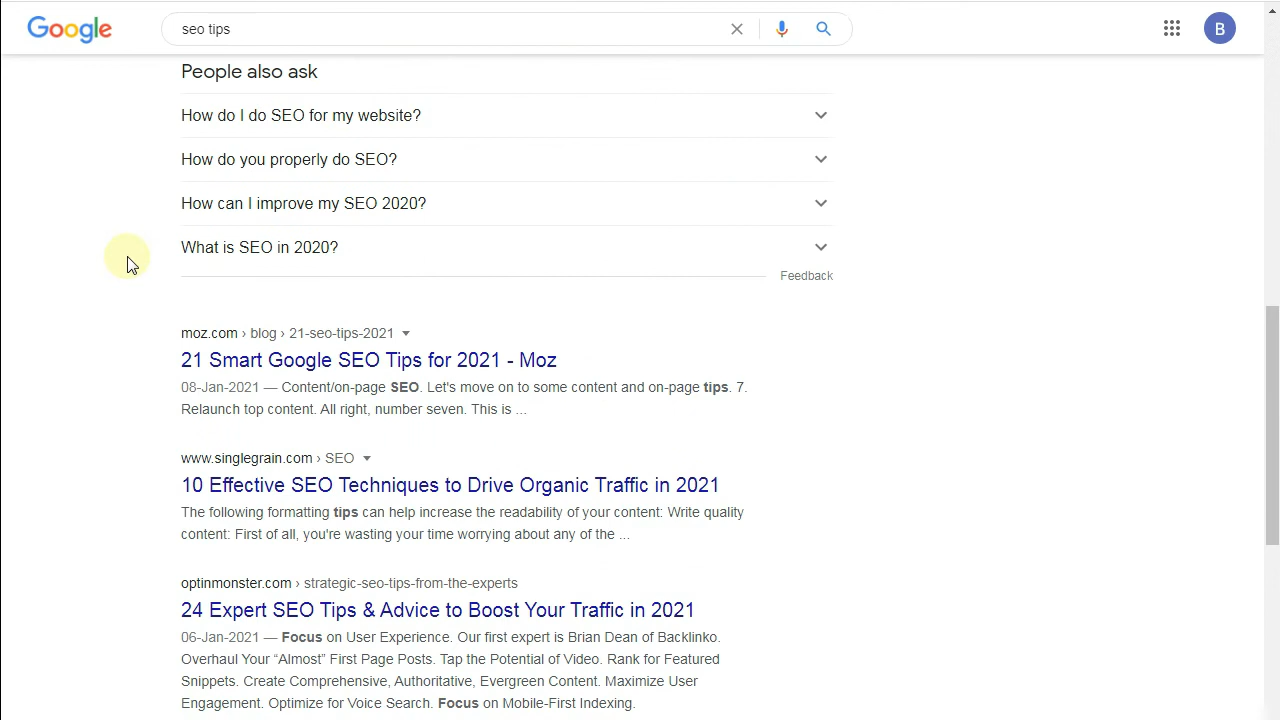 Google
seo tips
B
People also ask
How do I do SEO for my website?
How do you properly do SEO?
How can I improve my SEO 2020?
What is SEO in 2020?
Feedback
moz.com › blog › 21-seo-tips-2021
21 Smart Google SEO Tips for 2021 - Moz
08-Jan-2021 — Content/on-page SEO. Let's move on to some content and on-page tips. 7.
Relaunch top content. All right, number seven. This is ...
www.singlegrain.com › SEO
10 Effective SEO Techniques to Drive Organic Traffic in 2021
The following formatting tips can help increase the readability of your content: Write quality
content: First of all, you're wasting your time worrying about any of the ...
optinmonster.com › strategic-seo-tips-from-the-experts
24 Expert SEO Tips & Advice to Boost Your Traffic in 2021
06-Jan-2021 — Focus on User Experience. Our first expert is Brian Dean of Backlinko.
Overhaul Your “Almost” First Page Posts. Tap the Potential of Video. Rank for Featured
Snippets. Create Comprehensive, Authoritative, Evergreen Content. Maximize User
Engagement. Optimize for Voice Search. Focus on Mobile-First Indexing.